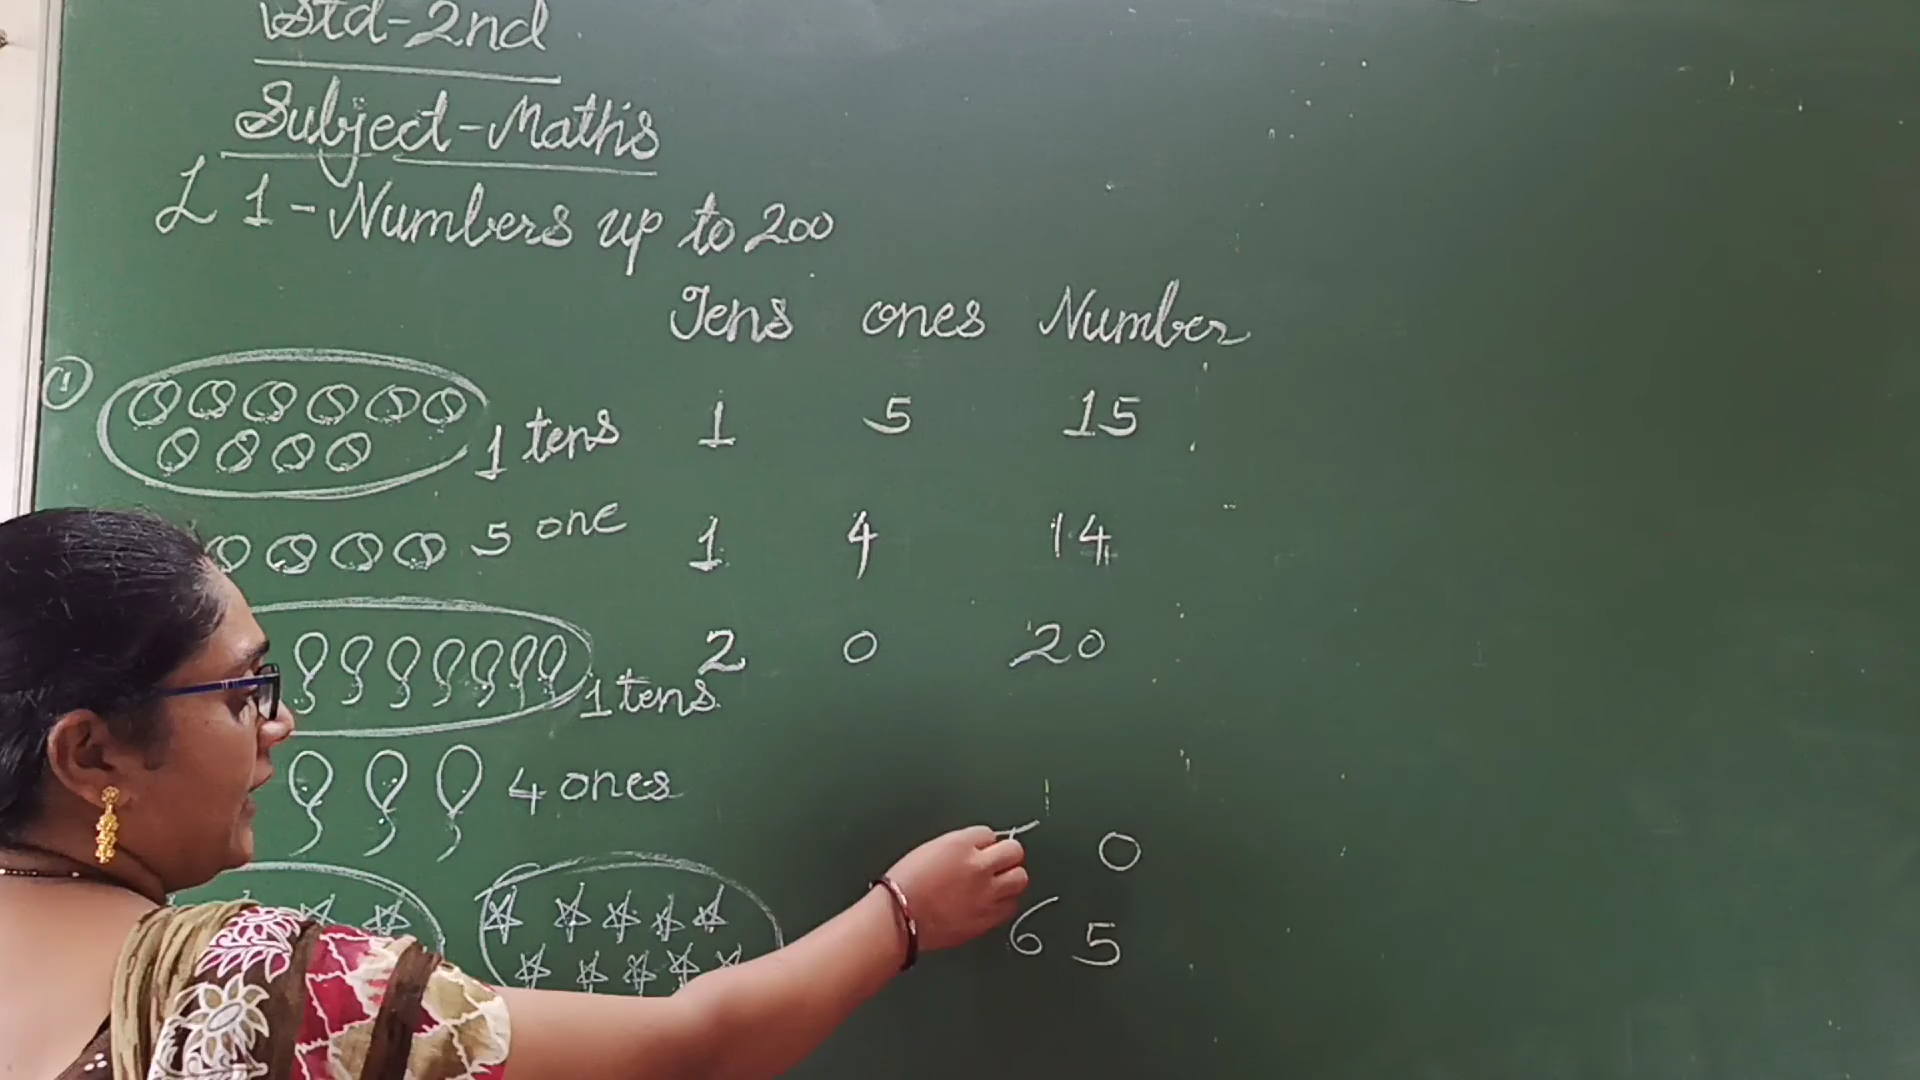 Std-2nd
Subject-Maths
L 1-Numbers up to 200
Tens ones Number
1 1 tens 1 5 15
5 one 1 4 14
1 tens 2 0 20
4 ones
0
6 5